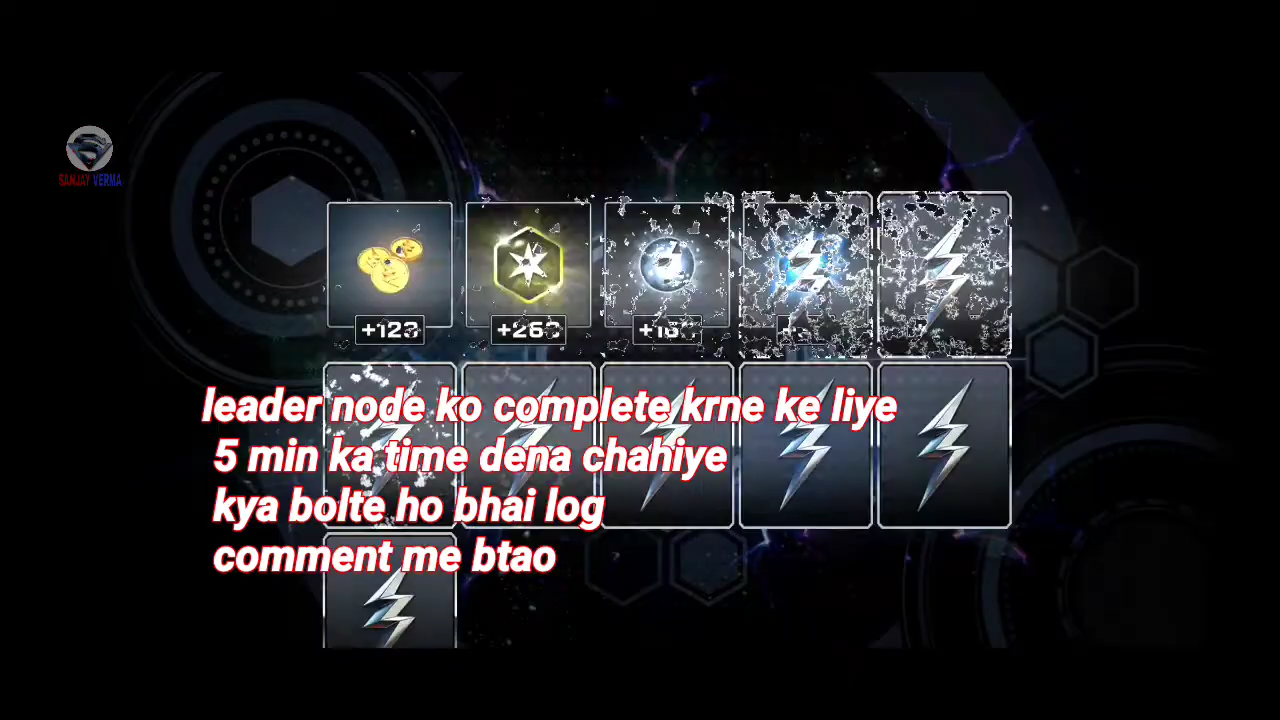 SANJAY VERMA
+123
leader node ko complete krne ke liye
5 min ka time dena chahiye
kya bolte ho bhai log
comment me btao